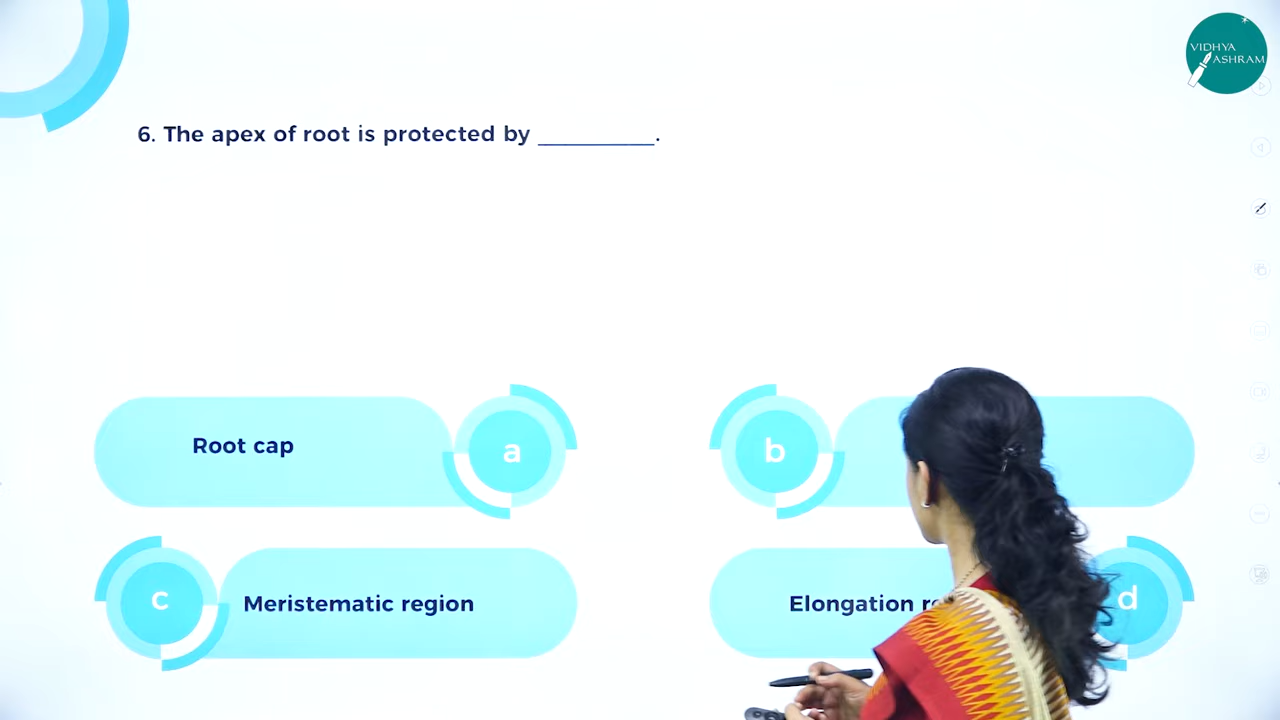 VIDHYA
ASHRAM
6. The apex of root is protected by __________.
Root cap
a
b
c
Meristematic region
Elongation
d